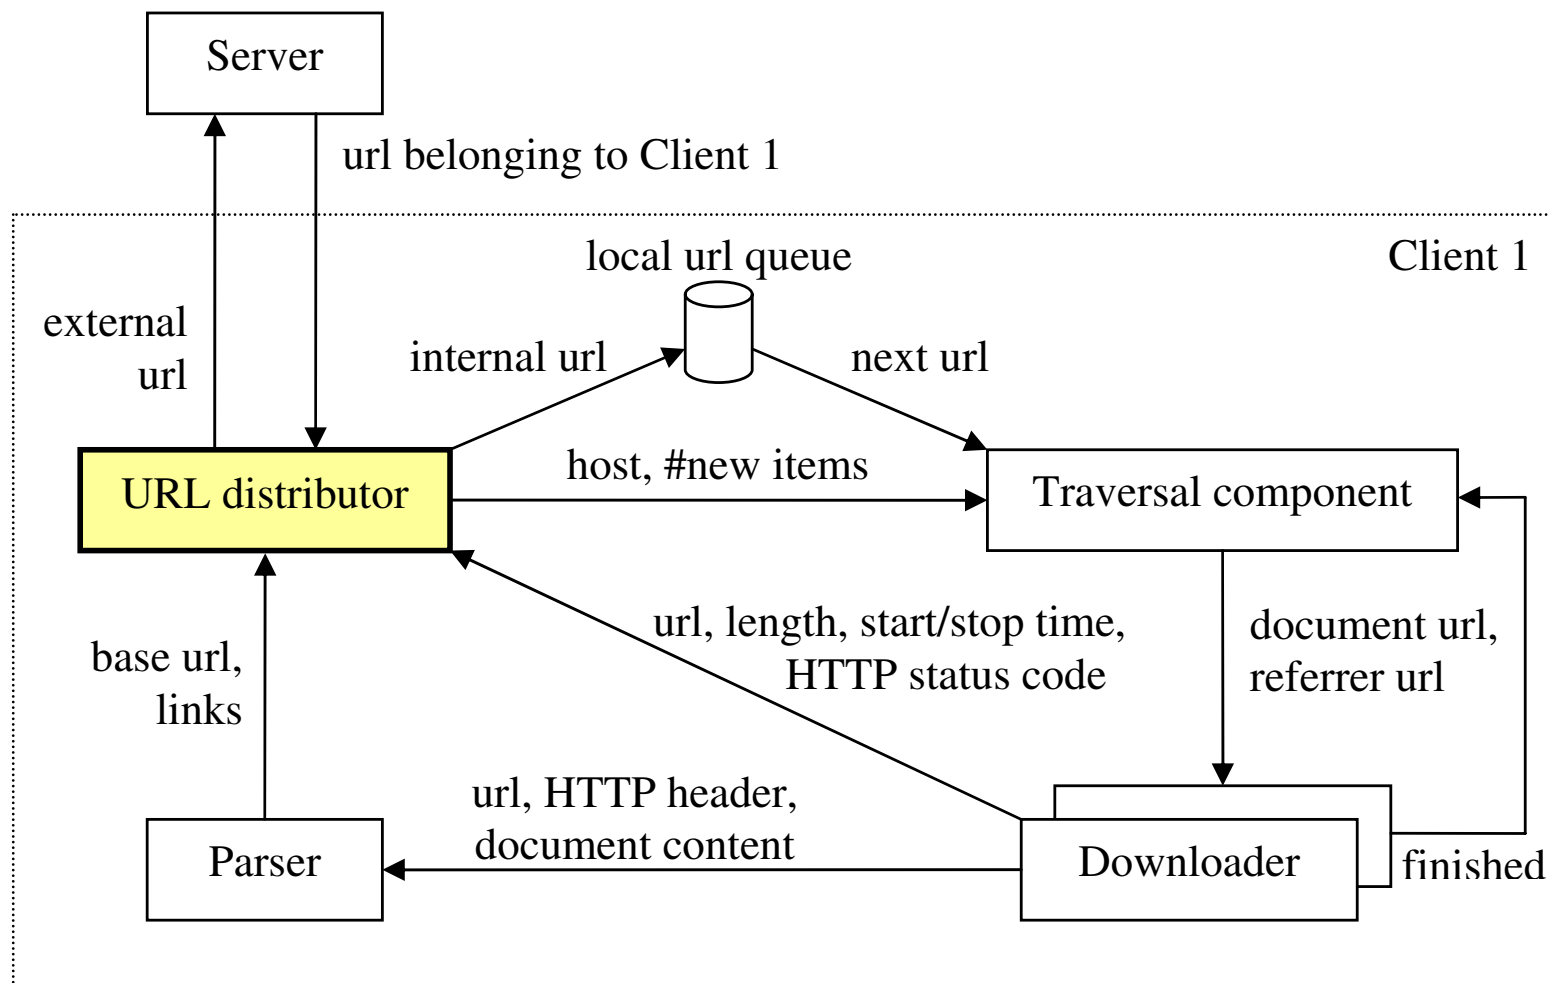 Server
url belonging to Client 1
local url queue
Client 1
external
url
internal url
next url
host, #new items
URL distributor
Traversal component
url, length, start/stop time,
HTTP status code
document url,
referrer url
base url,
links
url, HTTP header,
document content
Parser
Downloader
finished